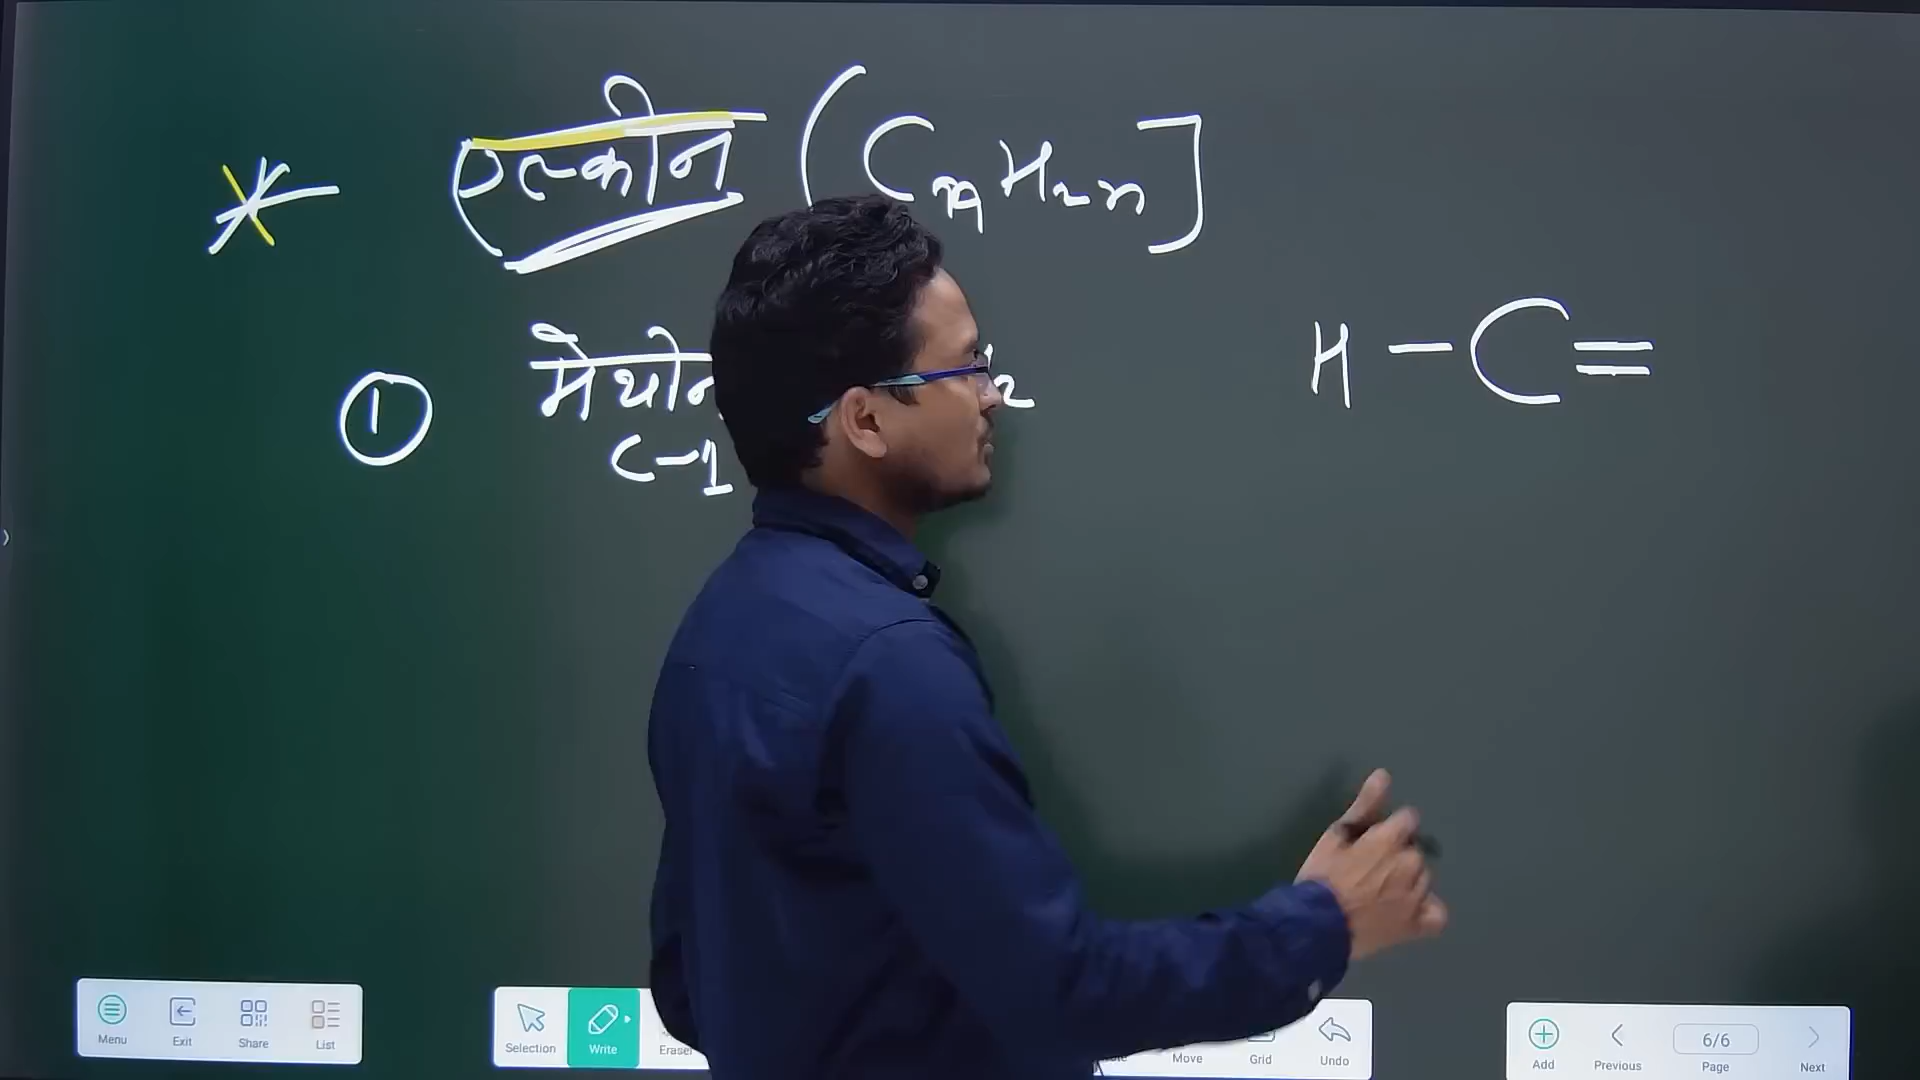 * एल्कीन (CnH2n]
① मेथीन
C-1
H - C =
Menu Exit Share List
Selection Write Eraser Move Grid Undo
Add Previous 6/6 Page Next